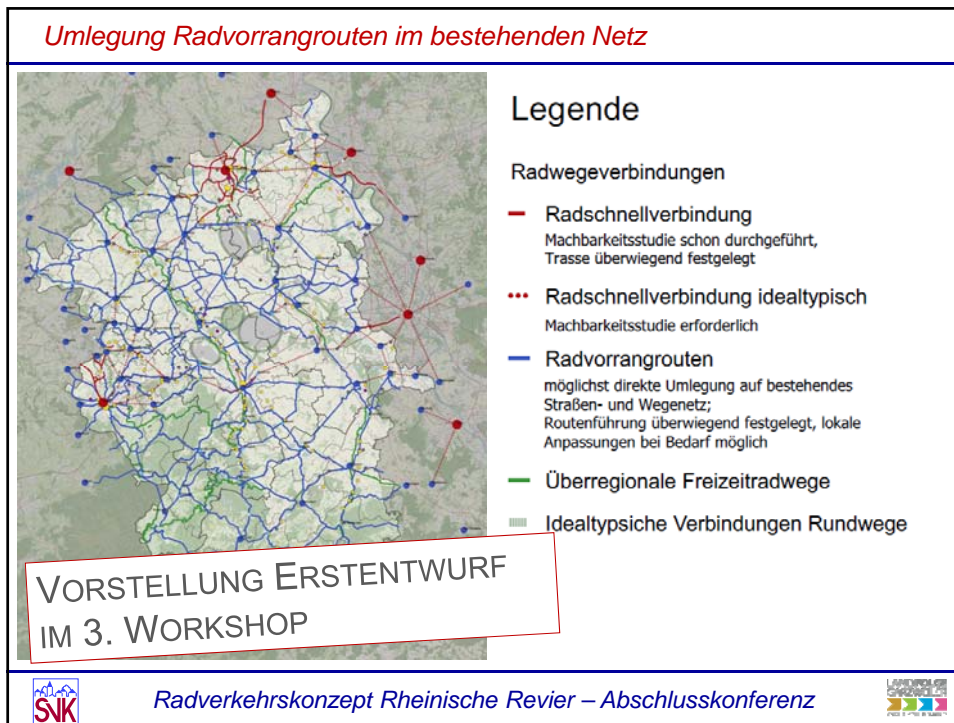 Umlegung Radvorrangrouten im bestehenden Netz
Legende
Radwegeverbindungen
Radschnellverbindung
Machbarkeitsstudie schon durchgeführt,
Trasse überwiegend festgelegt
Radschnellverbindung idealtypisch
Machbarkeitsstudie erforderlich
Radvorrangrouten
möglichst direkte Umlegung auf bestehendes
Straßen- und Wegenetz;
Routenführung überwiegend festgelegt, lokale
Anpassungen bei Bedarf möglich
Überregionale Freizeitradwege
Idealtypsiche Verbindungen Rundwege
VORSTELLUNG ERSTENTWURF
IM 3. WORKSHOP
SVK
Radverkehrskonzept Rheinische Revier – Abschlusskonferenz
LANDFOLGE
GARZWEILER